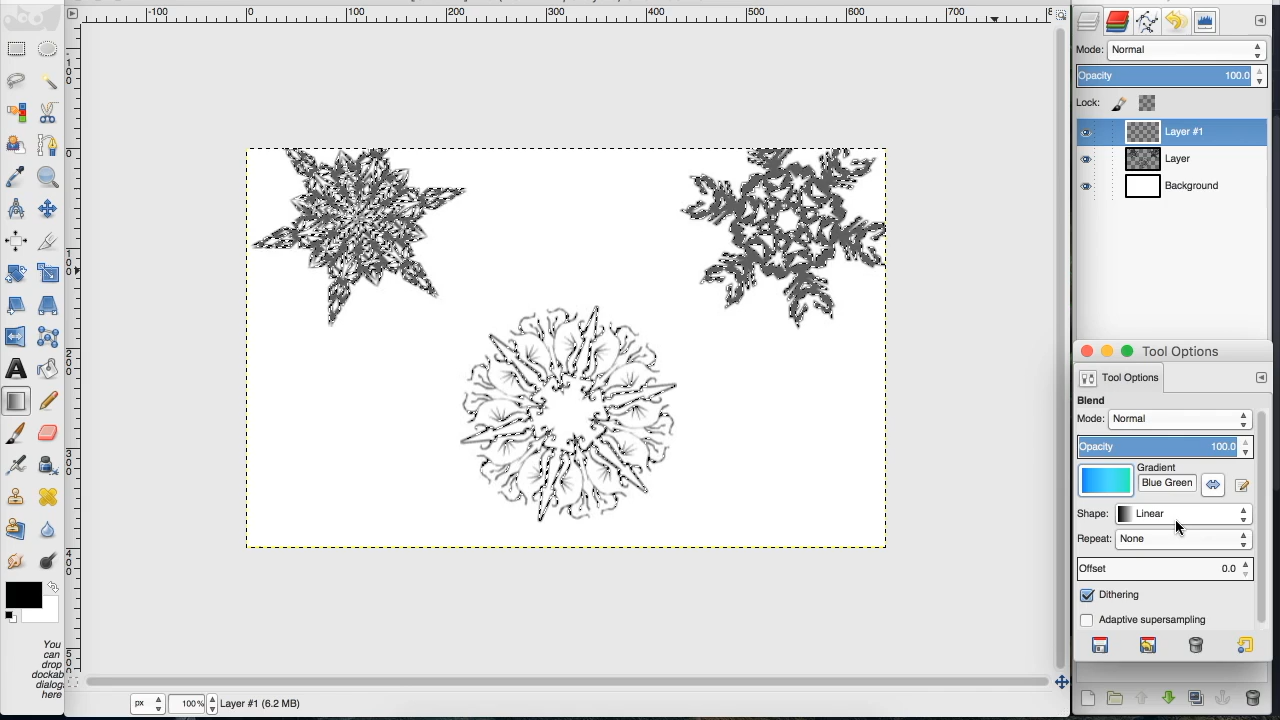 -100 0 100 200 300 400 500 600 700
Mode: Normal
Opacity 100.0
Lock:
Layer #1
Layer
Background
Tool Options
Tool Options
Blend
Mode: Normal
Opacity 100.0
Gradient
Blue Green
Shape: Linear
Repeat: None
Offset 0.0
Dithering
Adaptive supersampling
You
can
drop
dockab
dialog
here
px 100% Layer #1 (6.2 MB)